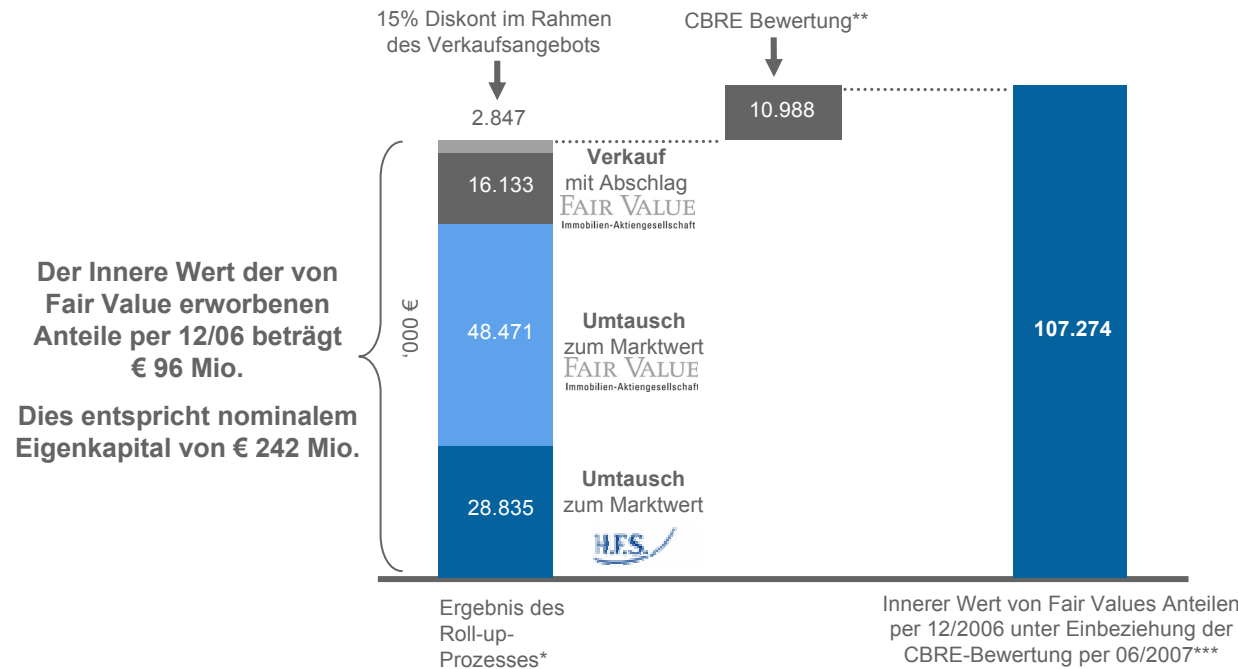 15% Diskont im Rahmen
des Verkaufsangebots
CBRE Bewertung**
2.847
10.988
16.133
Verkauf
mit Abschlag
FAIR VALUE
Immobilien-Aktiengesellschaft
Der Innere Wert der von
Fair Value erworbenen
Anteile per 12/06 beträgt
€ 96 Mio.
Dies entspricht nominalem
Eigenkapital von € 242 Mio.
€ 000,
48.471
Umtausch
zum Marktwert
FAIR VALUE
Immobilien-Aktiengesellschaft
107.274
28.835
Umtausch
zum Marktwert
H.F.S.
Ergebnis des
Roll-up-
Prozesses*
Innerer Wert von Fair Values Anteilen
per 12/2006 unter Einbeziehung der
CBRE-Bewertung per 06/2007***